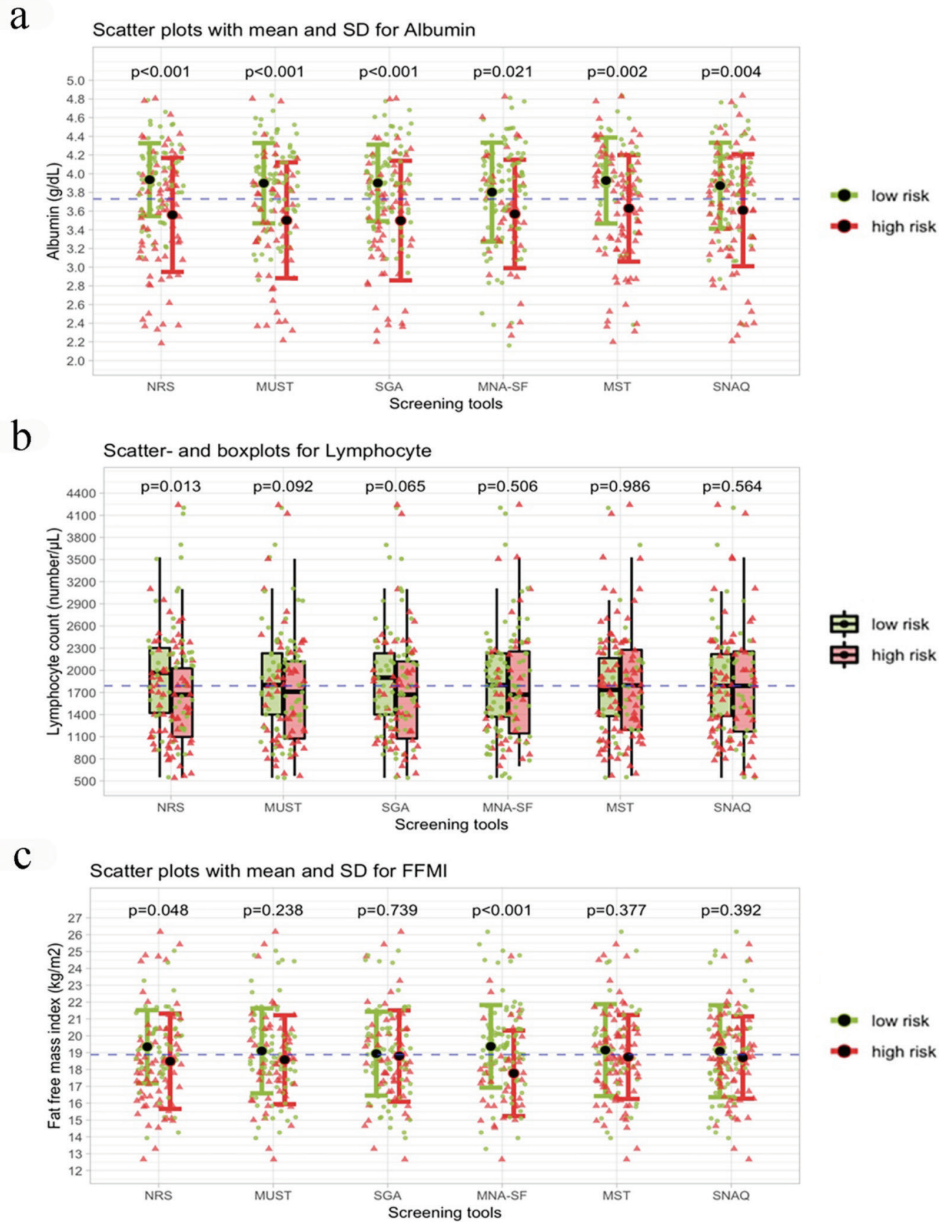 a
Scatter plots with mean and SD for Albumin
p<0.001 p<0.001 p<0.001 p=0.021 p=0.002 p=0.004
5.0
4.8
4.6
4.4
4.2
4.0
3.8
3.6
3.4
3.2
3.0
2.8
2.6
2.4
2.2
2.0
Albumin (g/dL)
low risk
high risk
NRS MUST SGA MNA-SF MST SNAQ
Screening tools
b
Scatter- and boxplots for Lymphocyte
p=0.013 p=0.092 p=0.065 p=0.506 p=0.986 p=0.564
4400
4100
3800
3500
3200
2900
2600
2300
2000
1700
1400
1100
800
500
Lymphocyte count (number/µL)
low risk
high risk
NRS MUST SGA MNA-SF MST SNAQ
Screening tools
c
Scatter plots with mean and SD for FFMI
p=0.048 p=0.238 p=0.739 p<0.001 p=0.377 p=0.392
27
26
25
24
23
22
21
20
19
18
17
16
15
14
13
12
Fat free mass index (kg/m2)
low risk
high risk
NRS MUST SGA MNA-SF MST SNAQ
Screening tools